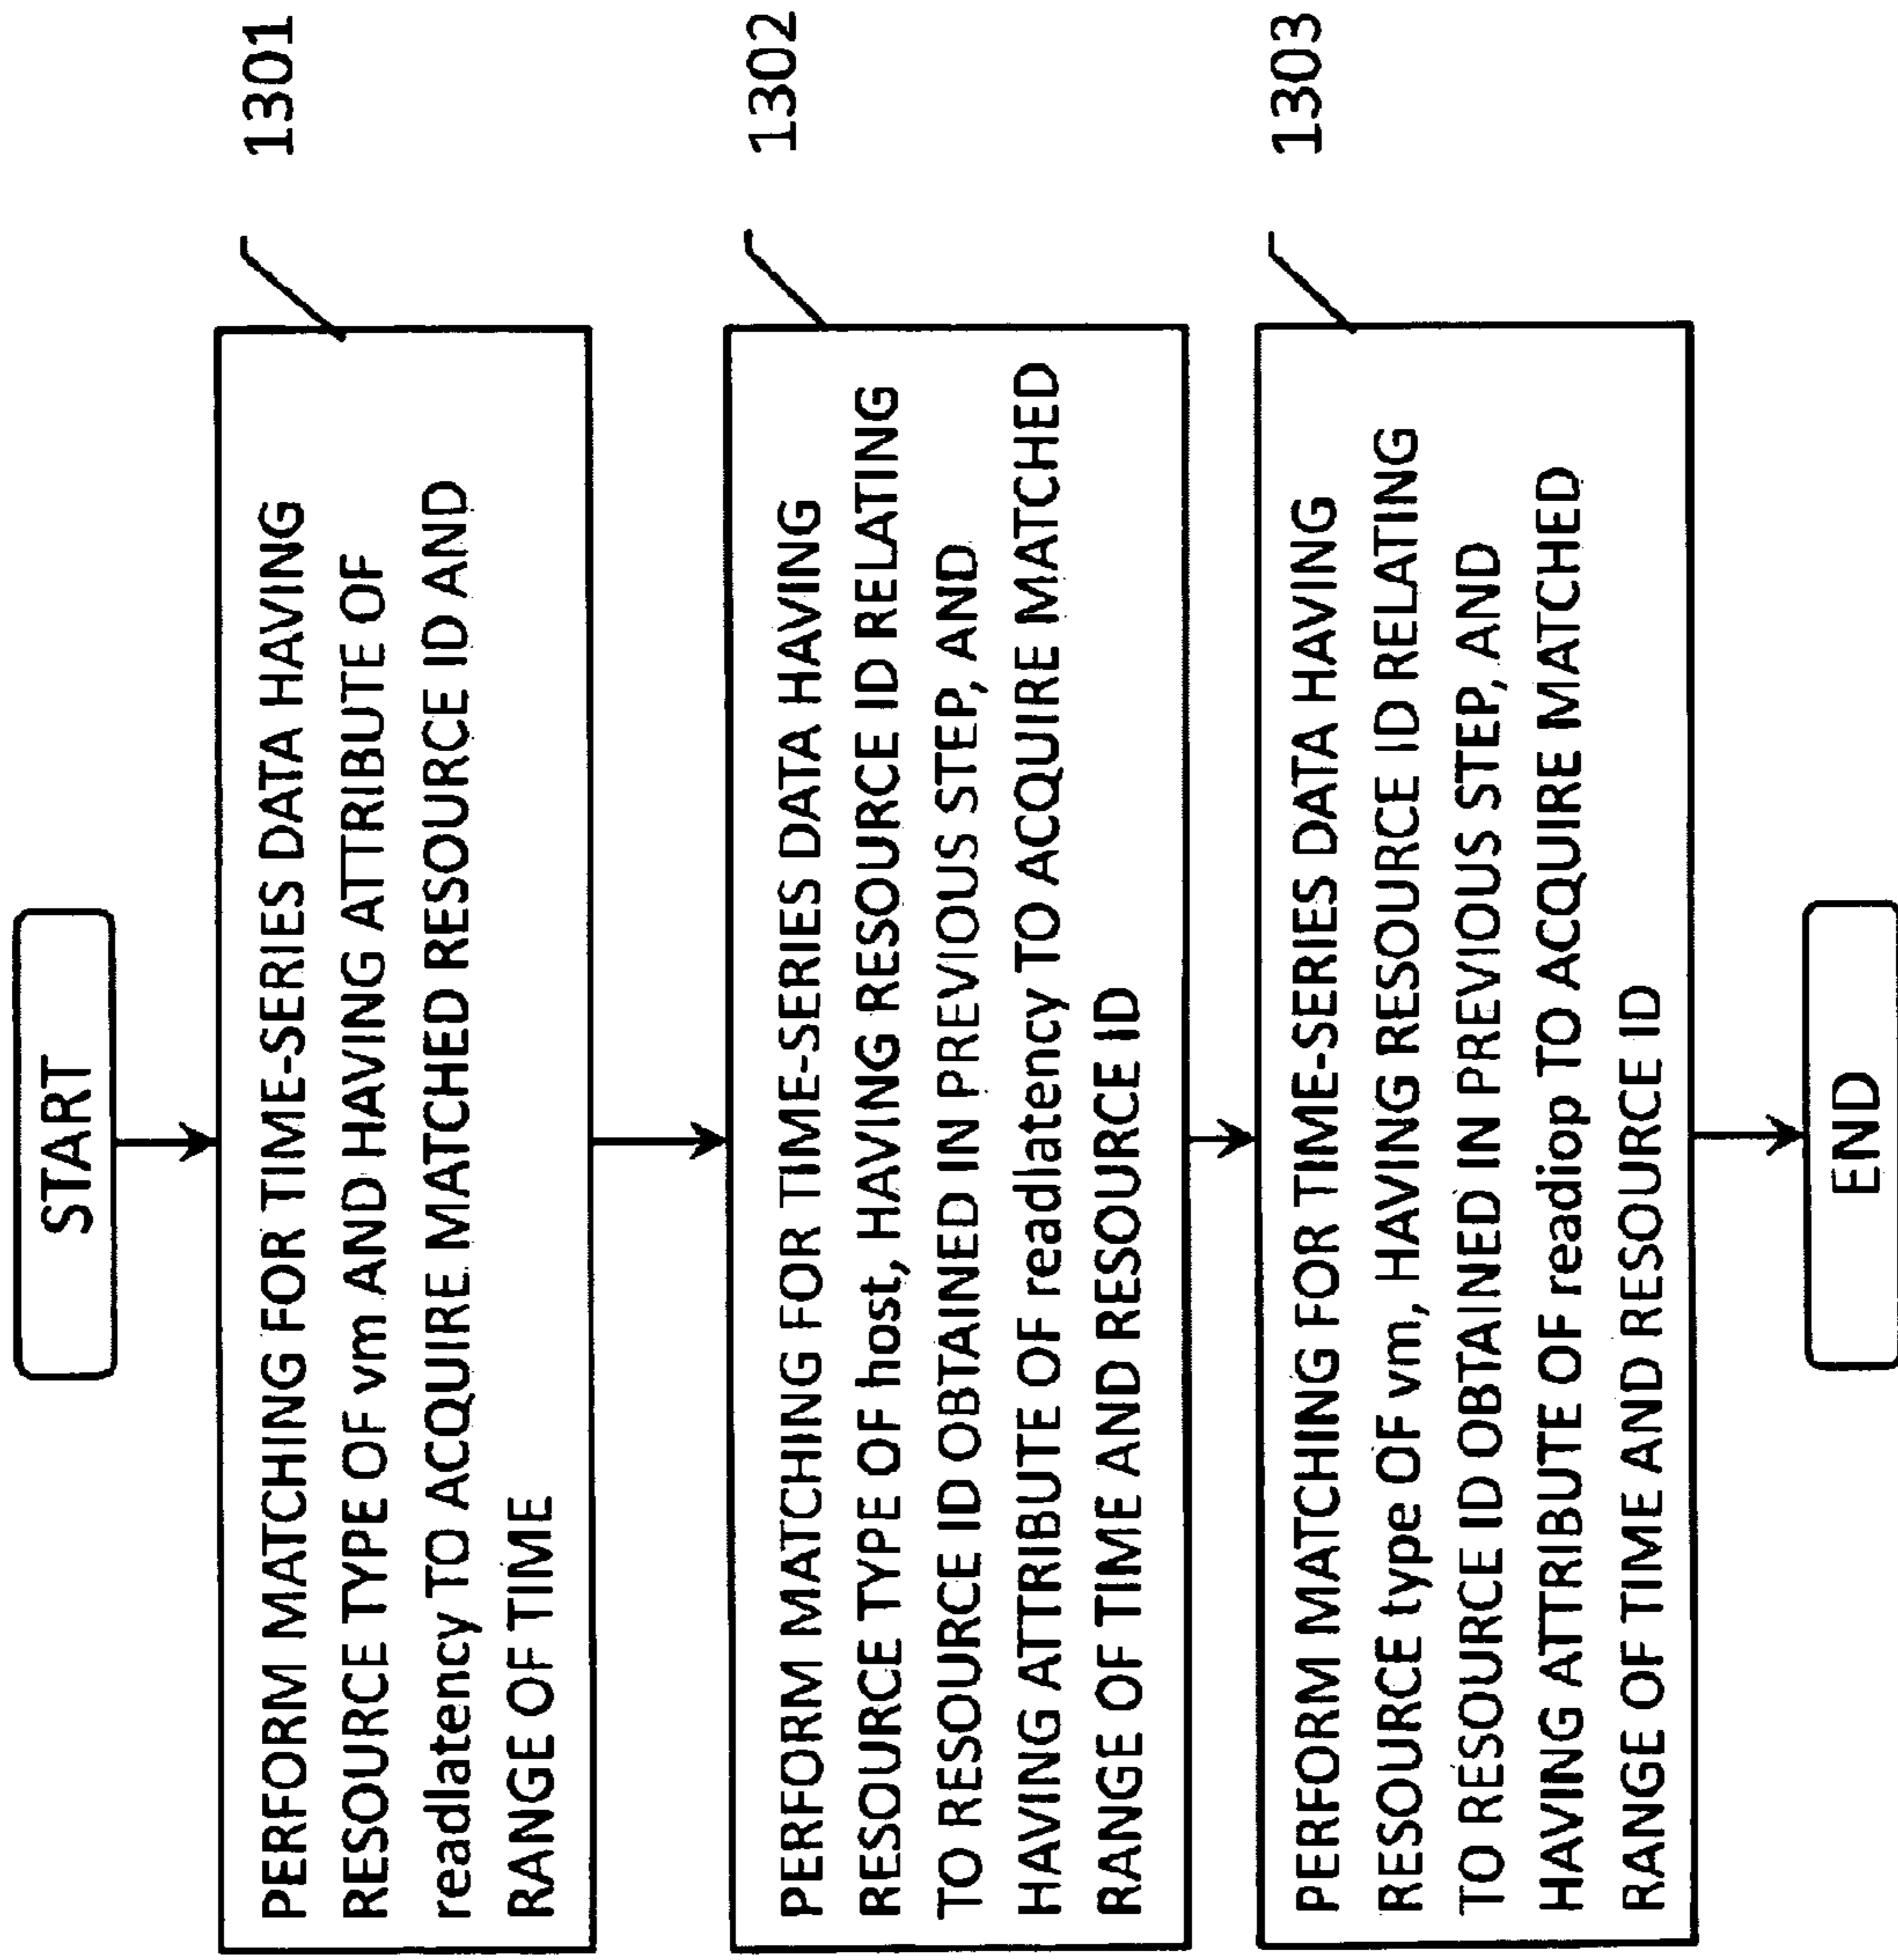 START
1301
PERFORM MATCHING FOR TIME-SERIES DATA HAVING
RESOURCE TYPE OF vm AND HAVING ATTRIBUTE OF
readlatency TO ACQUIRE MATCHED RESOURCE ID AND
RANGE OF TIME
1302
PERFORM MATCHING FOR TIME-SERIES DATA HAVING
RESOURCE TYPE OF host, HAVING RESOURCE ID RELATING
TO RESOURCE ID OBTAINED IN PREVIOUS STEP, AND
HAVING ATTRIBUTE OF readlatency TO ACQUIRE MATCHED
RANGE OF TIME AND RESOURCE ID
1303
PERFORM MATCHING FOR TIME-SERIES DATA HAVING
RESOURCE type OF vm, HAVING RESOURCE ID RELATING
TO RESOURCE ID OBTAINED IN PREVIOUS STEP, AND
HAVING ATTRIBUTE OF readiop TO ACQUIRE MATCHED
RANGE OF TIME AND RESOURCE ID
END